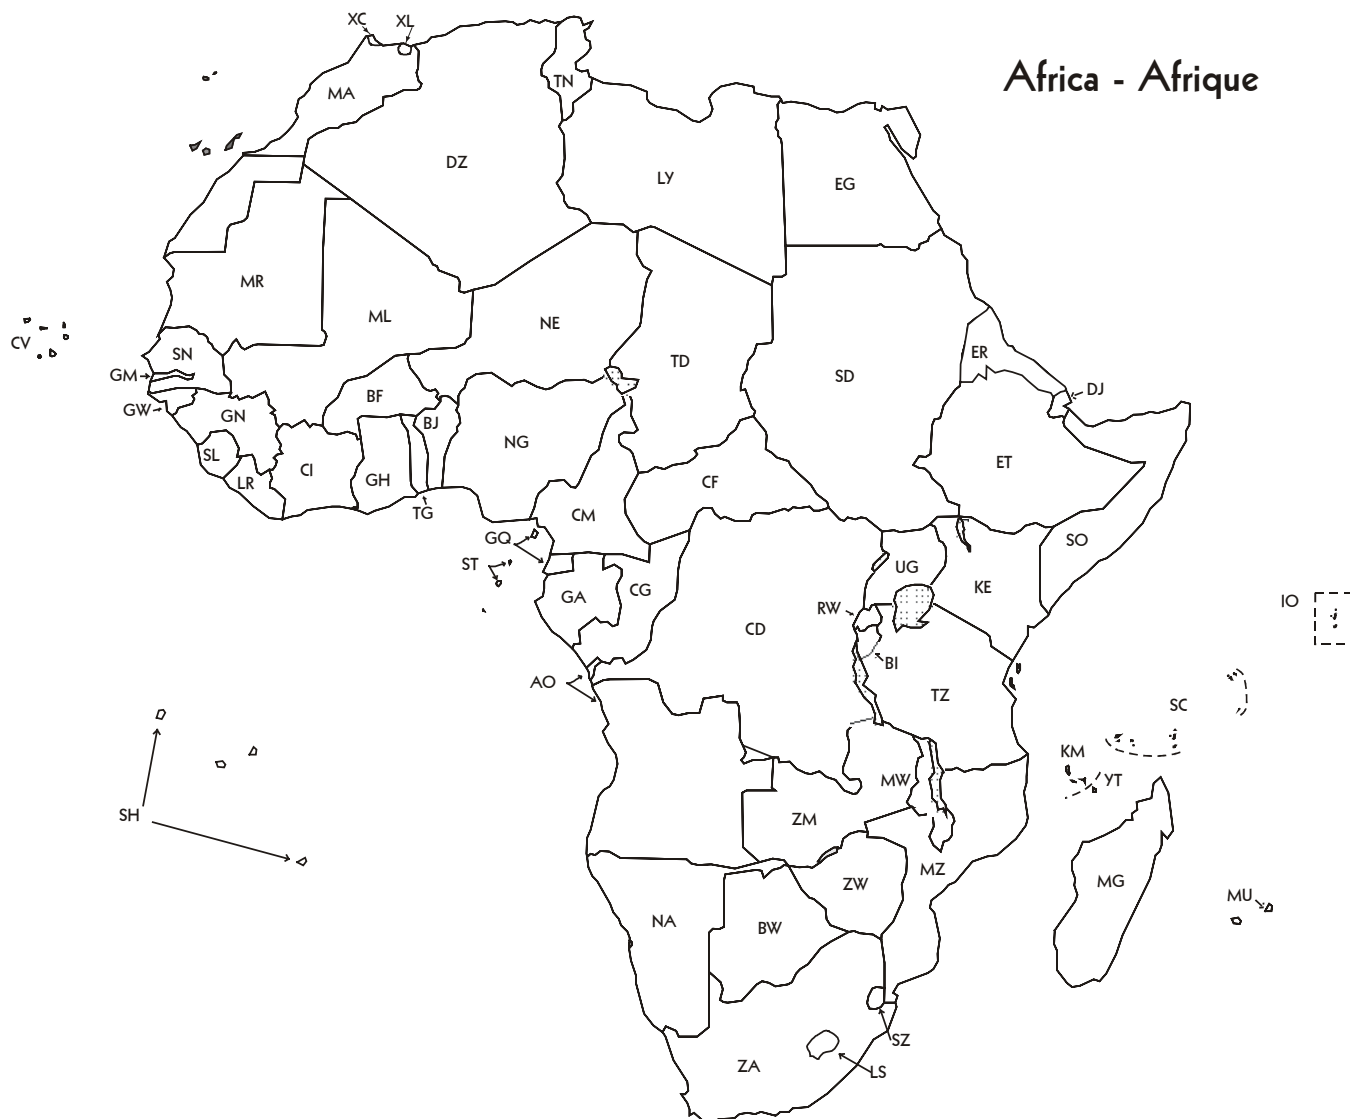 XC XL
Africa - Afrique
TN
MA
DZ
LY
EG
MR
ML
NE
CV
SN
ER
TD
GM
SD
DJ
BF
GW
GN
BJ
NG
SL
CI
ET
GH
LR
CF
TG
CM
GQ
SO
ST
UG
KE
CG
GA
IO
RW
CD
BI
AO
TZ
SC
KM
MW
YT
SH
ZM
MZ
ZW
MG
MU
NA
BW
SZ
ZA
LS